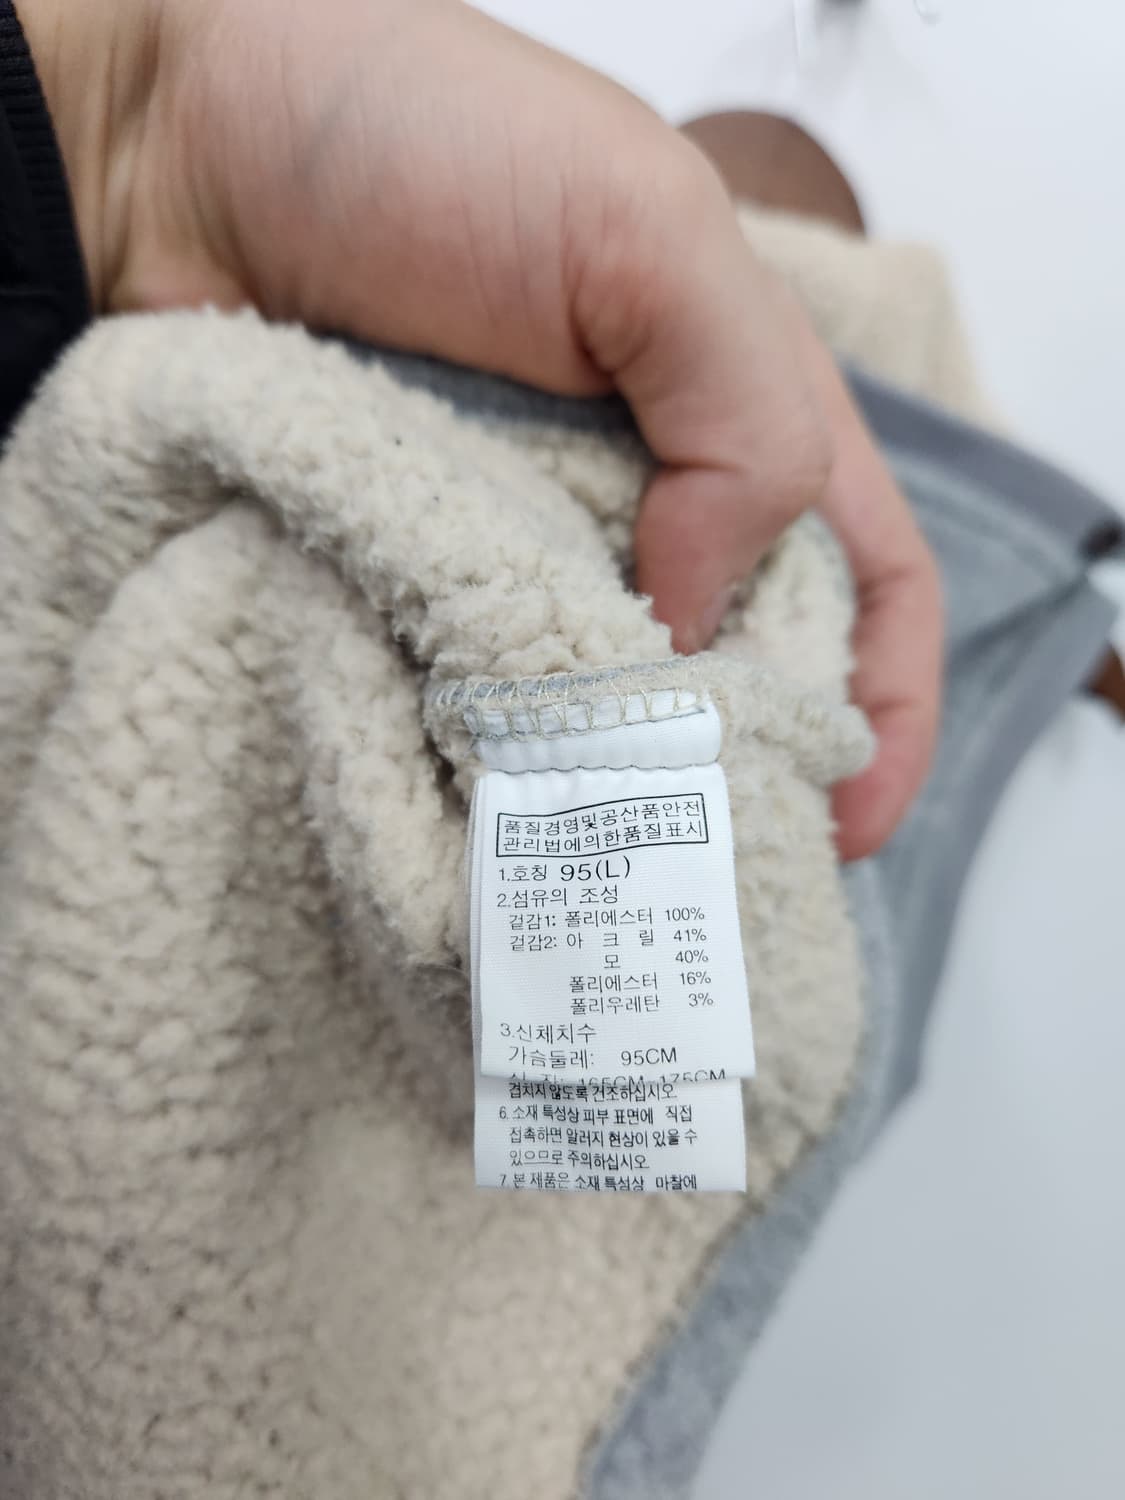 품질경영및공산품안전
관리법에의한품질표시
1.호칭 95(L)
2.섬유의 조성
겉감1: 폴리에스터 100%
겉감2: 아 크 릴 41%
모 40%
폴리에스터 16%
폴리우레탄 3%
3.신체치수
가슴둘레: 95CM
165CM-175CM
겹치지 않도록 건조하십시오
6. 소재 특성상 피부 표면에 직접
접촉하면 알러지 현상이 있을 수
있으므로 주의하십시오
7. 본 제품은 소재 특성상 마찰에